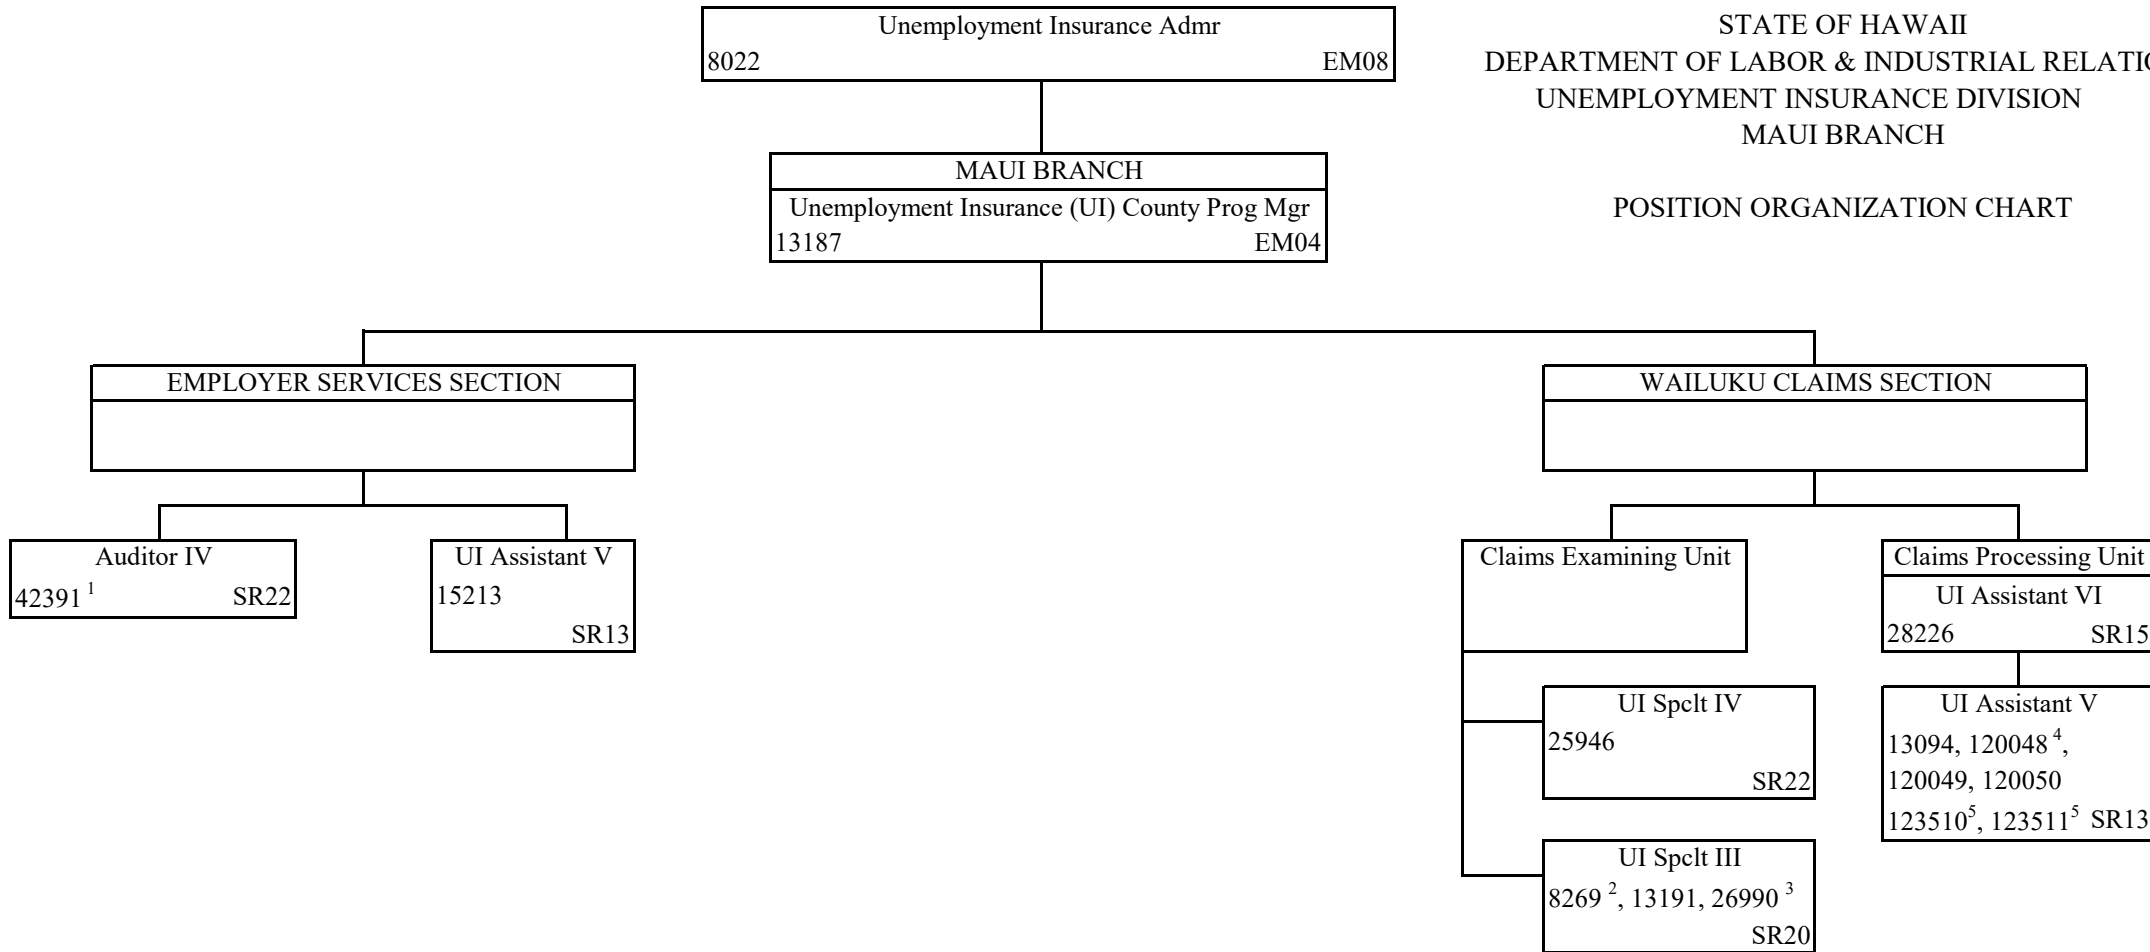 Unemployment Insurance Admr
8022 EM08
STATE OF HAWAII
DEPARTMENT OF LABOR & INDUSTRIAL RELATIO
UNEMPLOYMENT INSURANCE DIVISION
MAUI BRANCH
POSITION ORGANIZATION CHART
MAUI BRANCH
Unemployment Insurance (UI) County Prog Mgr
13187 EM04
EMPLOYER SERVICES SECTION
Auditor IV
42391 ¹ SR22
UI Assistant V
15213
SR13
WAILUKU CLAIMS SECTION
Claims Examining Unit
UI Spclt IV
25946
SR22
UI Spclt III
8269 ², 13191, 26990 ³
SR20
Claims Processing Unit
UI Assistant VI
28226 SR15
UI Assistant V
13094, 120048 ⁴,
120049, 120050
123510⁵, 123511⁵ SR13